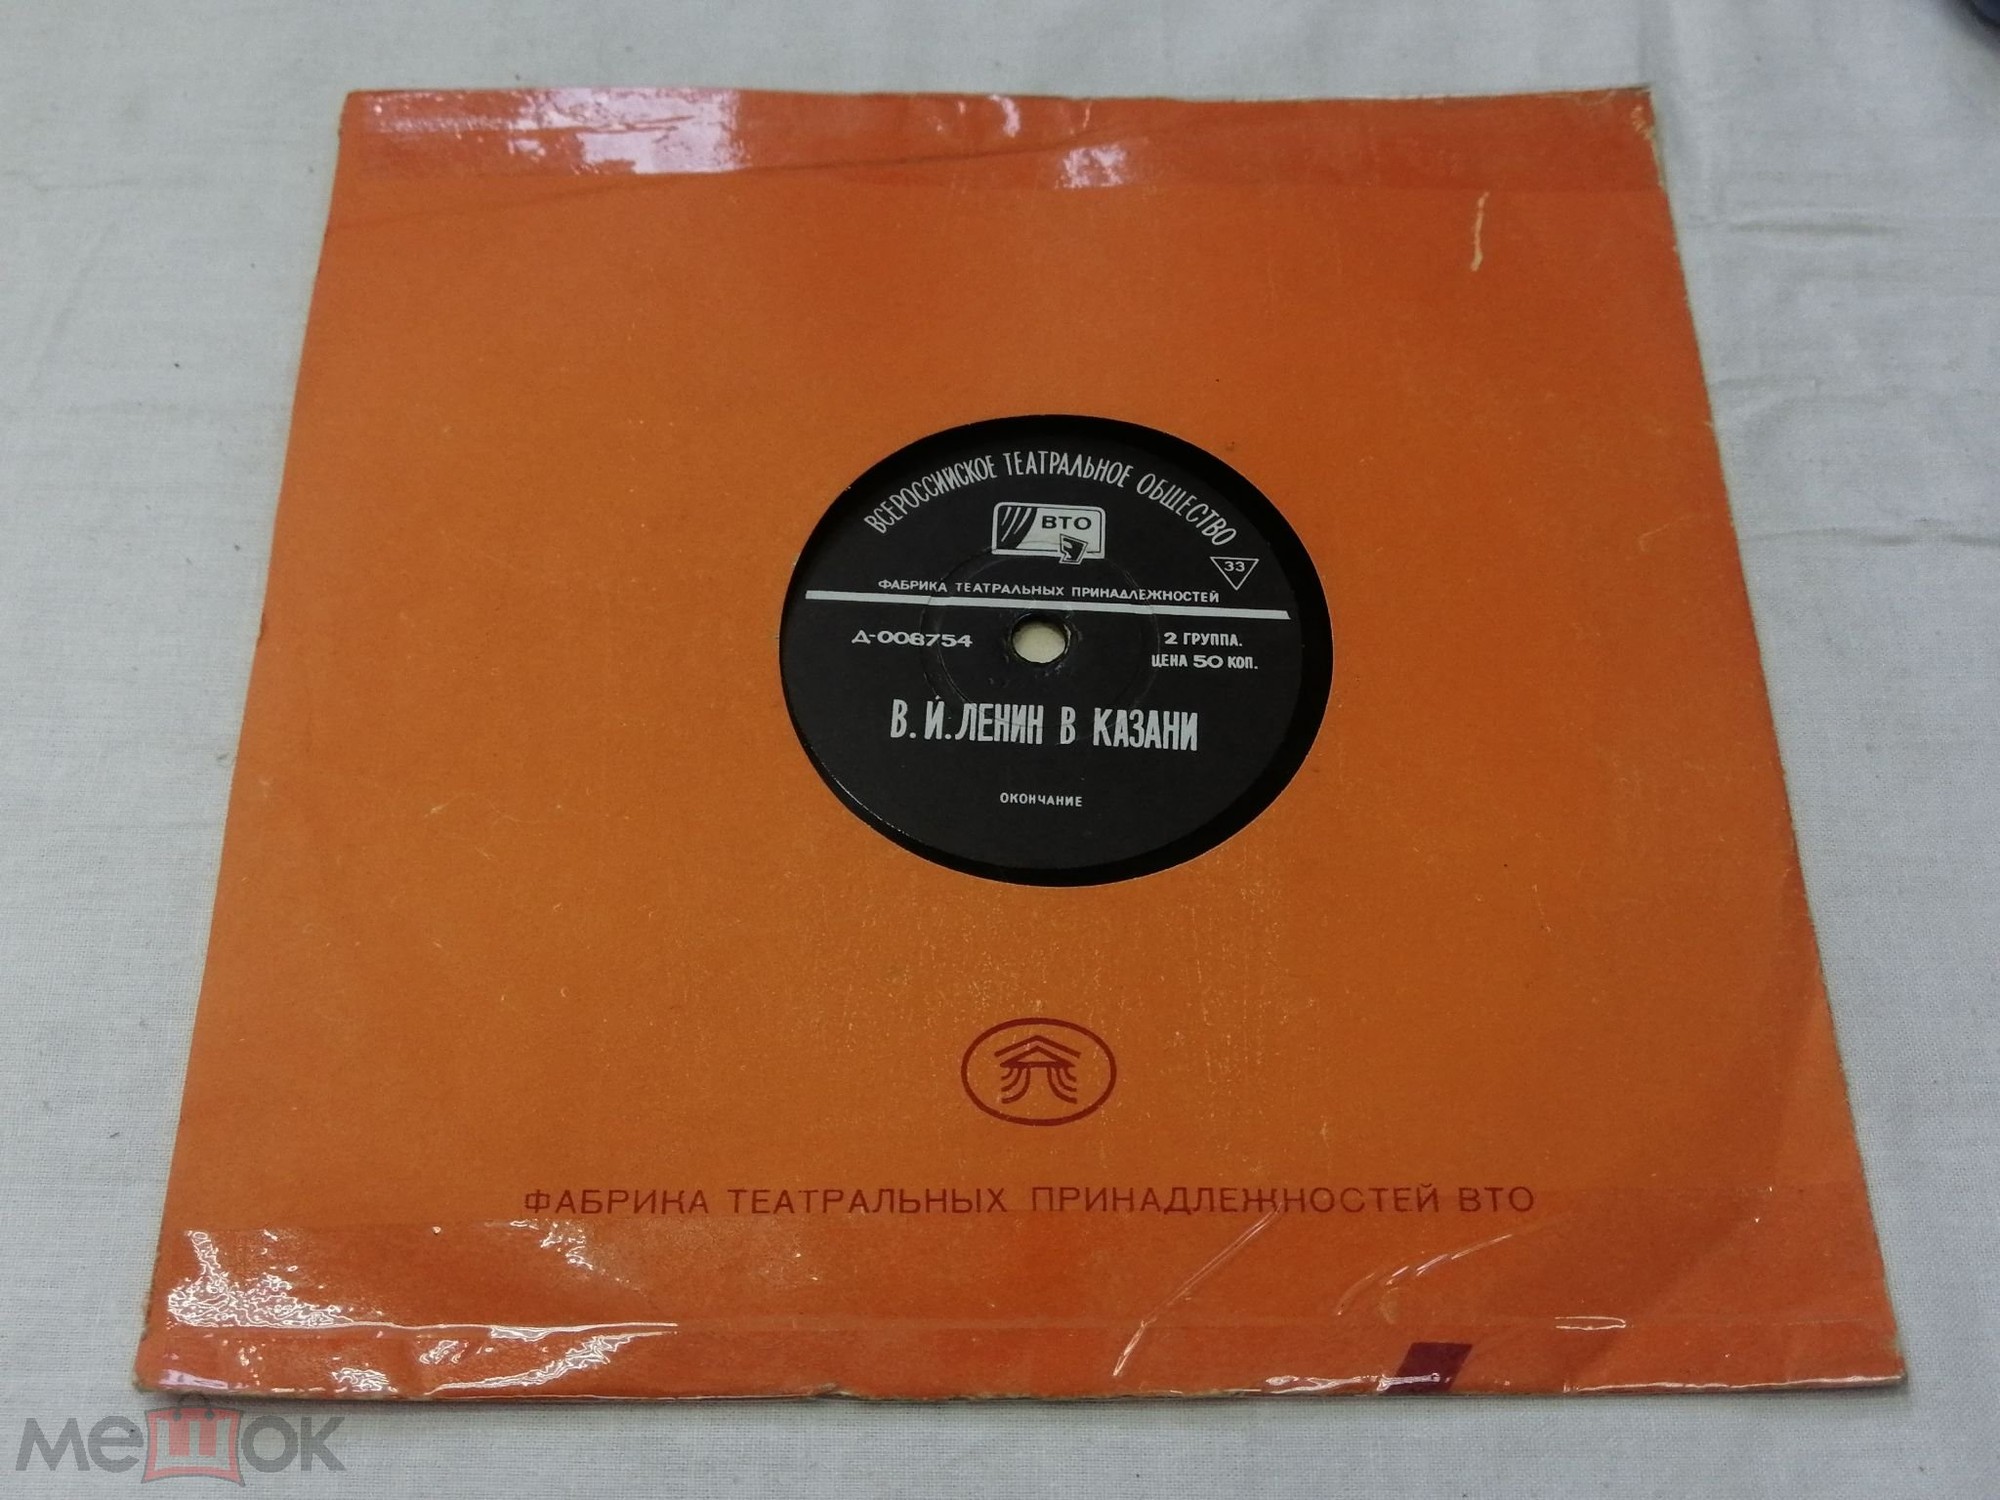 ВСЕРОССИЙСКОЕ ТЕАТРАЛЬНОЕ ОБЩЕСТВО
ВТО
33
ФАБРИКА ТЕАТРАЛЬНЫХ ПРИНАДЛЕЖНОСТЕЙ
Д-008754
2 ГРУППА.
ЦЕНА 50 КОП.
В. И. ЛЕНИН В КАЗАНИ
ОКОНЧАНИЕ
ФАБРИКА ТЕАТРАЛЬНЫХ ПРИНАДЛЕЖНОСТЕЙ ВТО
мешок